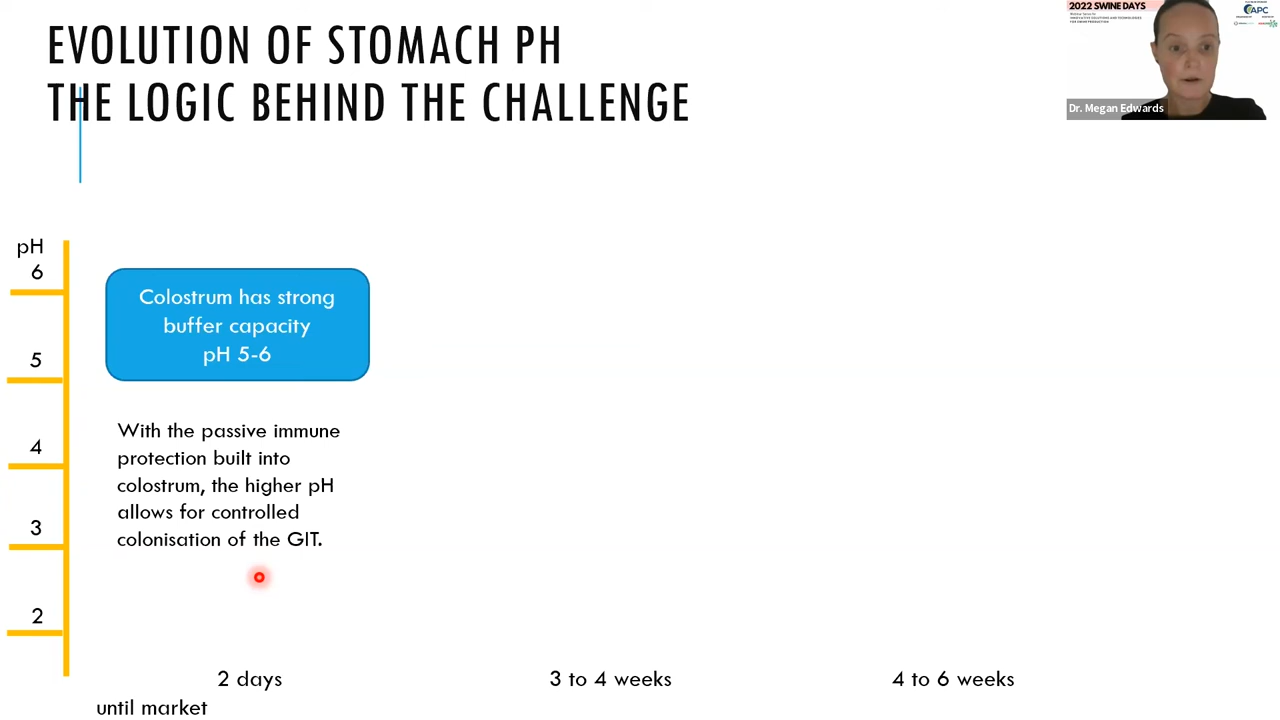 EVOLUTION OF STOMACH PH
THE LOGIC BEHIND THE CHALLENGE
2022 SWINE DAYS
APC
Dr. Megan Edwards
pH
6
5
4
3
2
Colostrum has strong
buffer capacity
pH 5-6
With the passive immune
protection built into
colostrum, the higher pH
allows for controlled
colonisation of the GIT.
2 days
3 to 4 weeks
4 to 6 weeks
until market